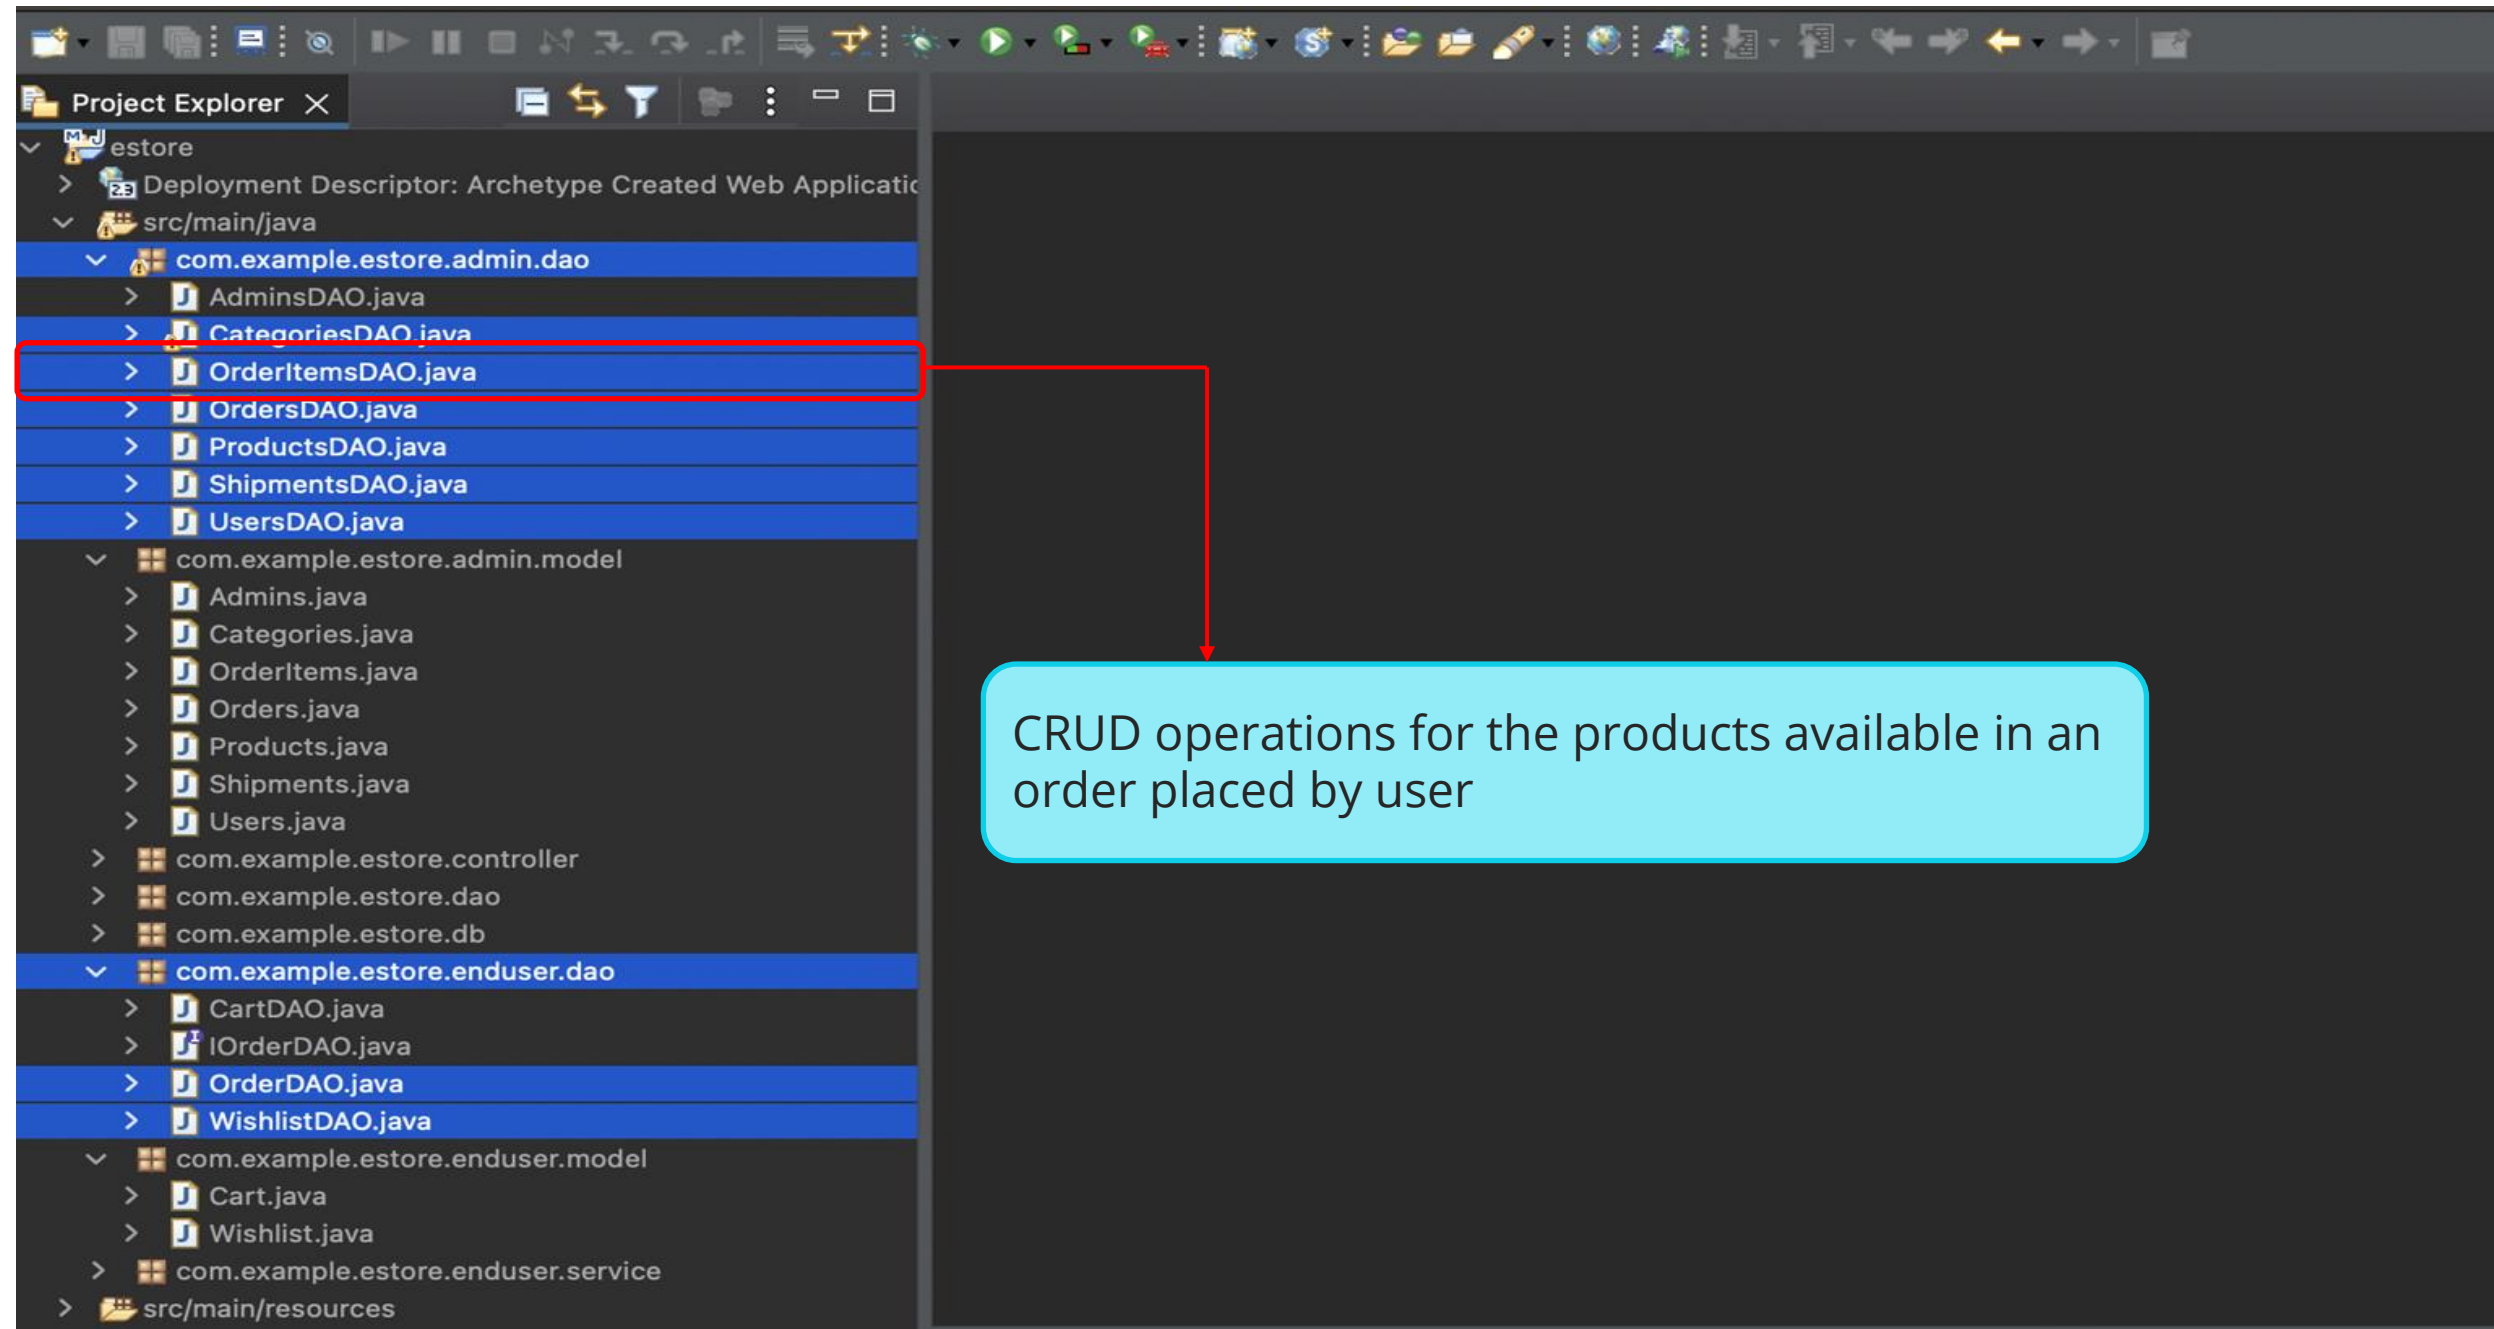 Project Explorer
estore
Deployment Descriptor: Archetype Created Web Applicatic
src/main/java
com.example.estore.admin.dao
AdminsDAO.java
CategoriesDAO.java
OrderItemsDAO.java
OrdersDAO.java
ProductsDAO.java
ShipmentsDAO.java
UsersDAO.java
com.example.estore.admin.model
Admins.java
Categories.java
OrderItems.java
Orders.java
Products.java
Shipments.java
Users.java
com.example.estore.controller
com.example.estore.dao
com.example.estore.db
com.example.estore.enduser.dao
CartDAO.java
IOrderDAO.java
OrderDAO.java
WishlistDAO.java
com.example.estore.enduser.model
Cart.java
Wishlist.java
com.example.estore.enduser.service
src/main/resources
CRUD operations for the products available in an
order placed by user